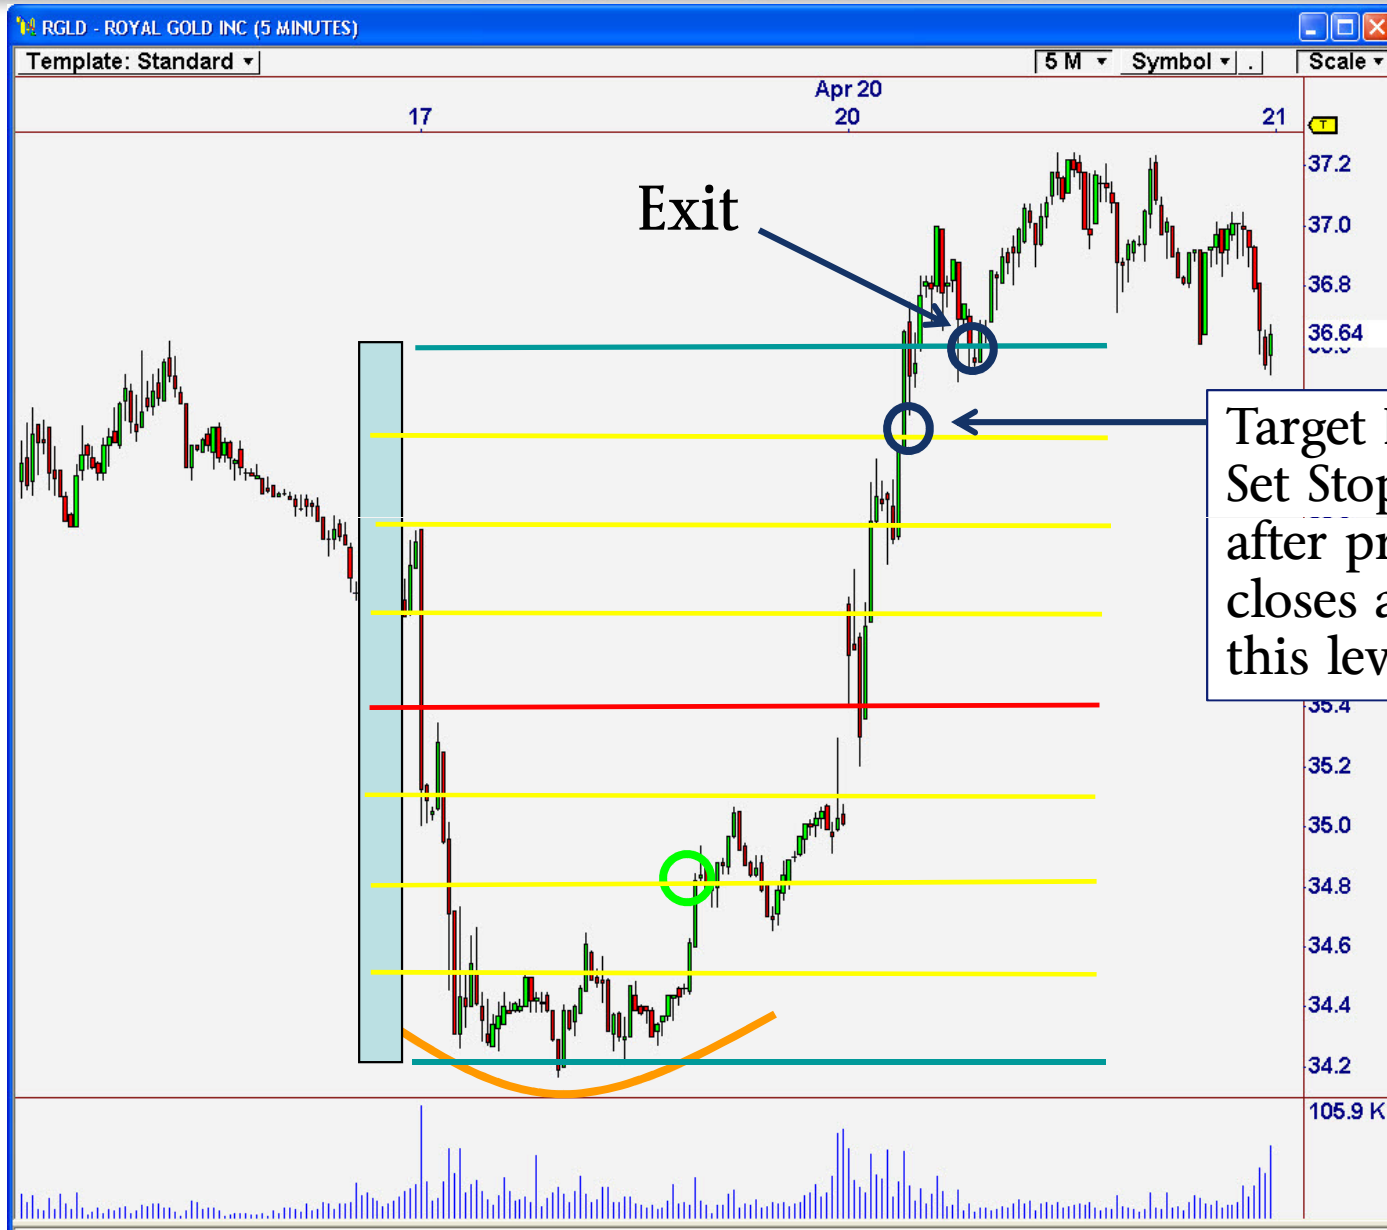 RGLD - ROYAL GOLD INC (5 MINUTES)
Template: Standard
5 M Symbol . Scale
Apr 20
17 20 21
T
37.2
Exit
37.0
36.8
36.64
Target
Set Stop
after
closes
this
35.4
35.2
35.0
34.8
34.6
34.4
34.2
105.9 K